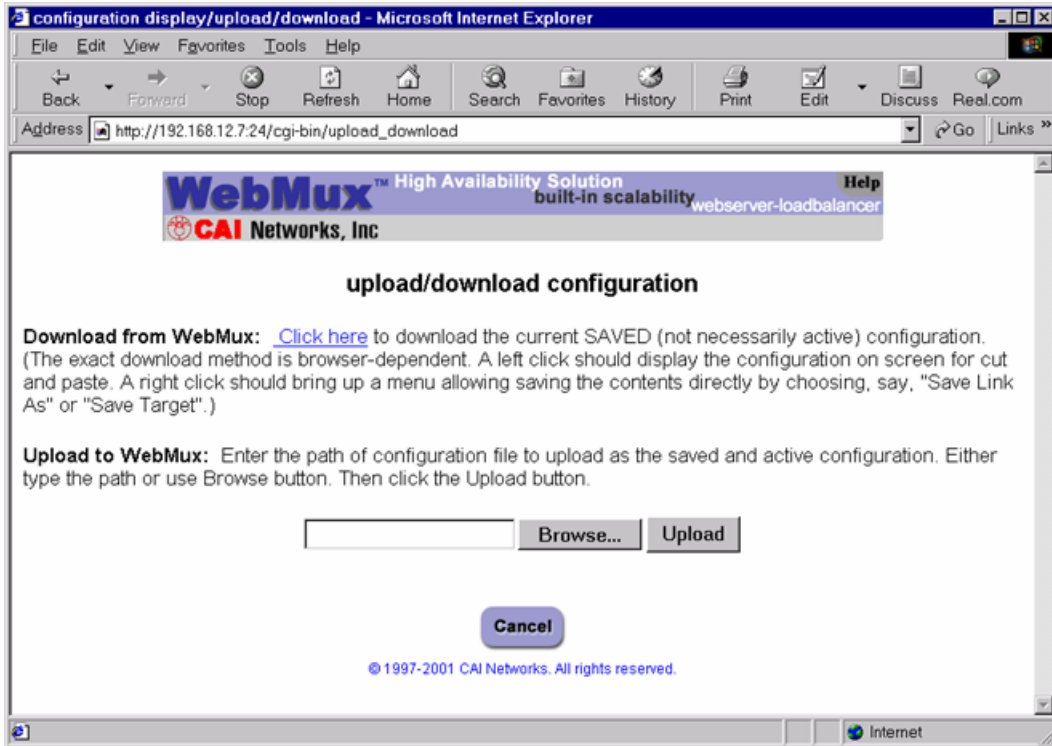 configuration display/upload/download - Microsoft Internet Explorer
File Edit View Favorites Tools Help
Back Forward Stop Refresh Home Search Favorites History Print Edit Discuss Real.com
Address http://192.168.12.7:24/cgi-bin/upload_download Go Links »
WebMux™ High Availability Solution Help
built-in scalability
webserver-loadbalancer
CAI Networks, Inc
upload/download configuration
Download from WebMux: Click here to download the current SAVED (not necessarily active) configuration.
(The exact download method is browser-dependent. A left click should display the configuration on screen for cut
and paste. A right click should bring up a menu allowing saving the contents directly by choosing, say, "Save Link
As" or "Save Target".)
Upload to WebMux: Enter the path of configuration file to upload as the saved and active configuration. Either
type the path or use Browse button. Then click the Upload button.
Browse... Upload
Cancel
© 1997-2001 CAI Networks. All rights reserved.
Internet